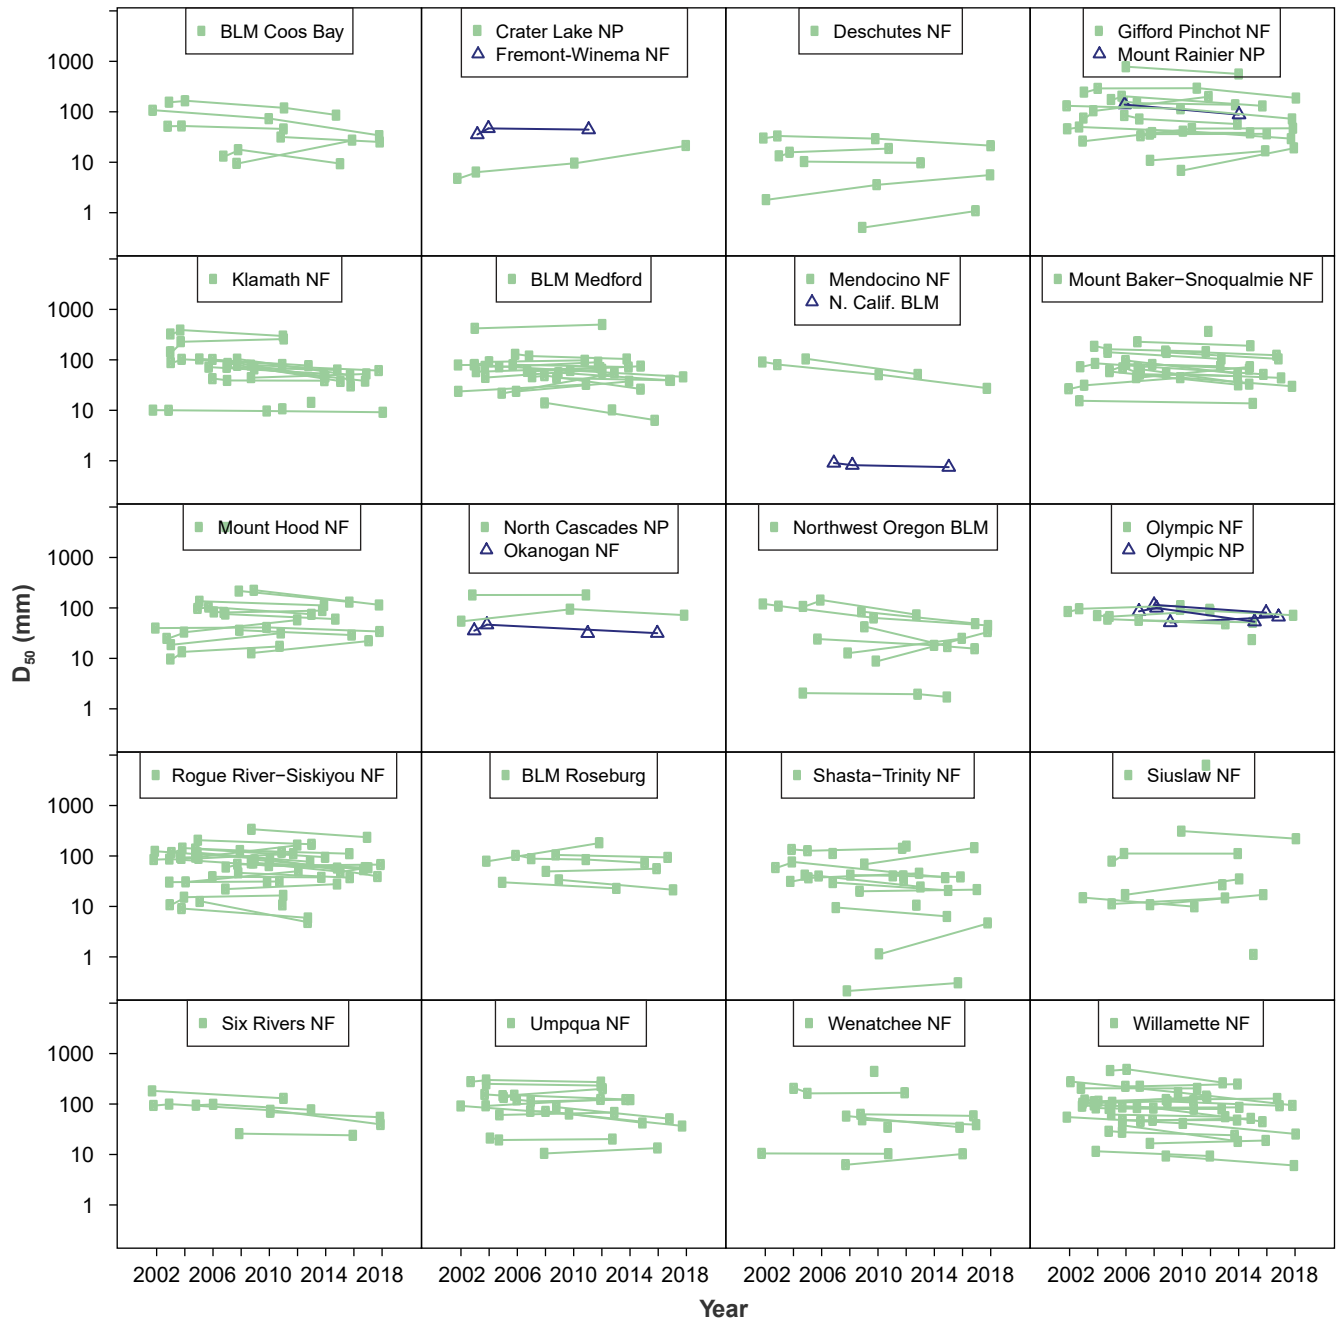 BLM Coos Bay
Crater Lake NP
Fremont-Winema NF
Deschutes NF
Gifford Pinchot NF
Mount Rainier NP
1000
100
10
1
Klamath NF
BLM Medford
Mendocino NF
N. Calif. BLM
Mount Baker−Snoqualmie NF
1000
100
10
1
Mount Hood NF
North Cascades NP
Okanogan NF
Northwest Oregon BLM
Olympic NF
Olympic NP
1000
100
10
1
D50 (mm)
Rogue River−Siskiyou NF
BLM Roseburg
Shasta−Trinity NF
Siuslaw NF
1000
100
10
1
Six Rivers NF
Umpqua NF
Wenatchee NF
Willamette NF
1000
100
10
1
2002 2006 2010 2014 2018 2002 2006 2010 2014 2018 2002 2006 2010 2014 2018 2002 2006 2010 2014 2018
Year